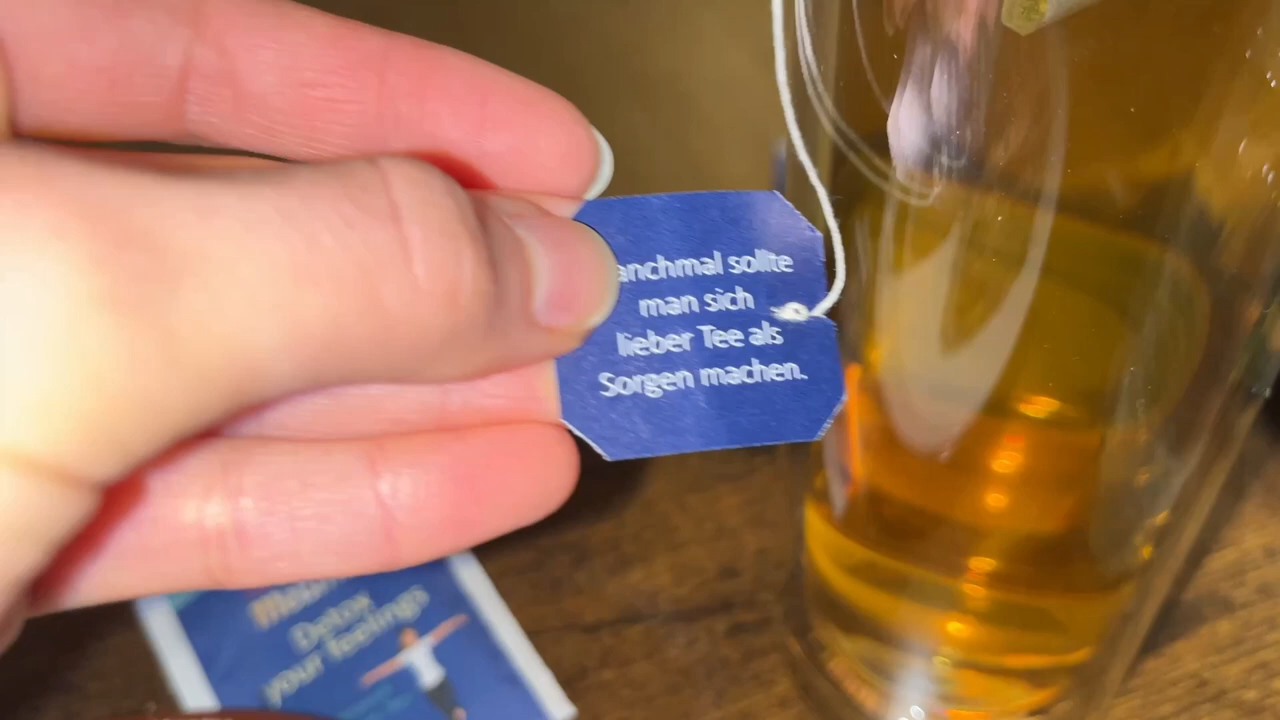 anchmal sollte
man sich
lieber Tee als
Sorgen machen.
Detox
your feelings